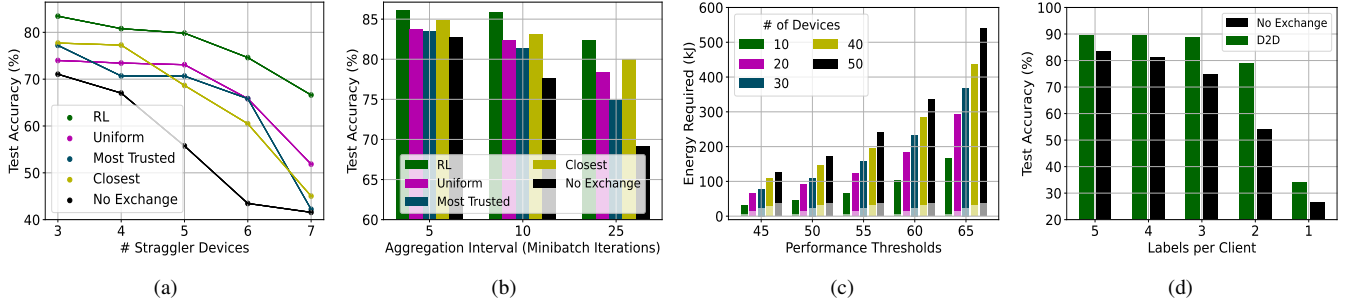 Test Accuracy (%)
80
70
60
50
40
RL
Uniform
Most Trusted
Closest
No Exchange
3 4 5 6 7
# Straggler Devices
(a)
Test Accuracy (%)
85
80
75
70
65
60
RL
Uniform
Most Trusted
Closest
No Exchange
5 10 25
Aggregation Interval (Minibatch Iterations)
(b)
Energy Required (kJ)
600
500
400
300
200
100
0
# of Devices
10
20
30
40
50
45 50 55 60 65
Performance Thresholds
(c)
Test Accuracy (%)
100
90
80
70
60
50
40
30
20
No Exchange
D2D
5 4 3 2 1
Labels per Client
(d)